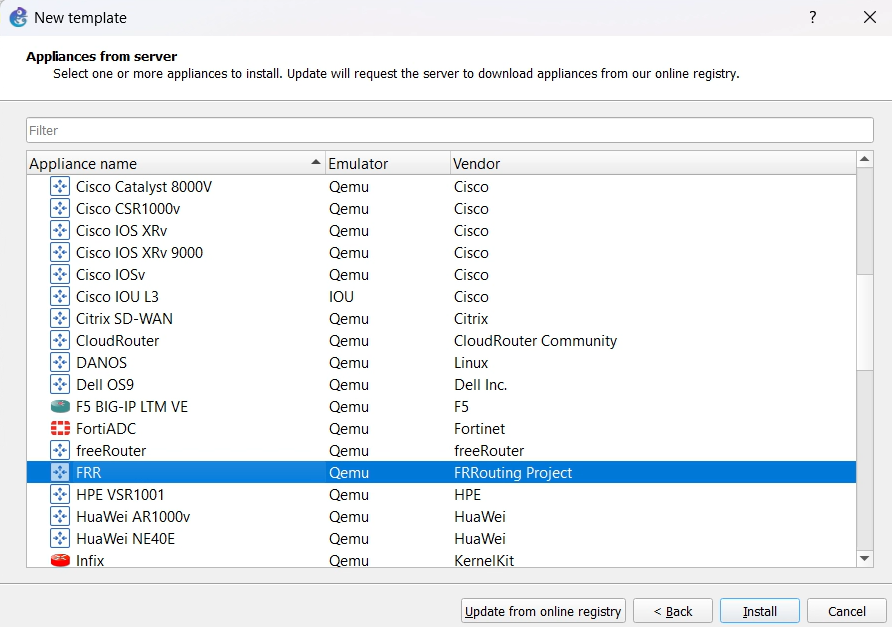 New template
?
Appliances from server
Select one or more appliances to install. Update will request the server to download appliances from our online registry.
Filter
Appliance name Emulator Vendor
Cisco Catalyst 8000V Qemu Cisco
Cisco CSR1000v Qemu Cisco
Cisco IOS XRv Qemu Cisco
Cisco IOS XRv 9000 Qemu Cisco
Cisco IOSv Qemu Cisco
Cisco IOU L3 IOU Cisco
Citrix SD-WAN Qemu Citrix
CloudRouter Qemu CloudRouter Community
DANOS Qemu Linux
Dell OS9 Qemu Dell Inc.
F5 BIG-IP LTM VE Qemu F5
FortiADC Qemu Fortinet
freeRouter Qemu freeRouter
FRR Qemu FRRouting Project
HPE VSR1001 Qemu HPE
HuaWei AR1000v Qemu HuaWei
HuaWei NE40E Qemu HuaWei
Infix Qemu KernelKit
Update from online registry < Back Install Cancel